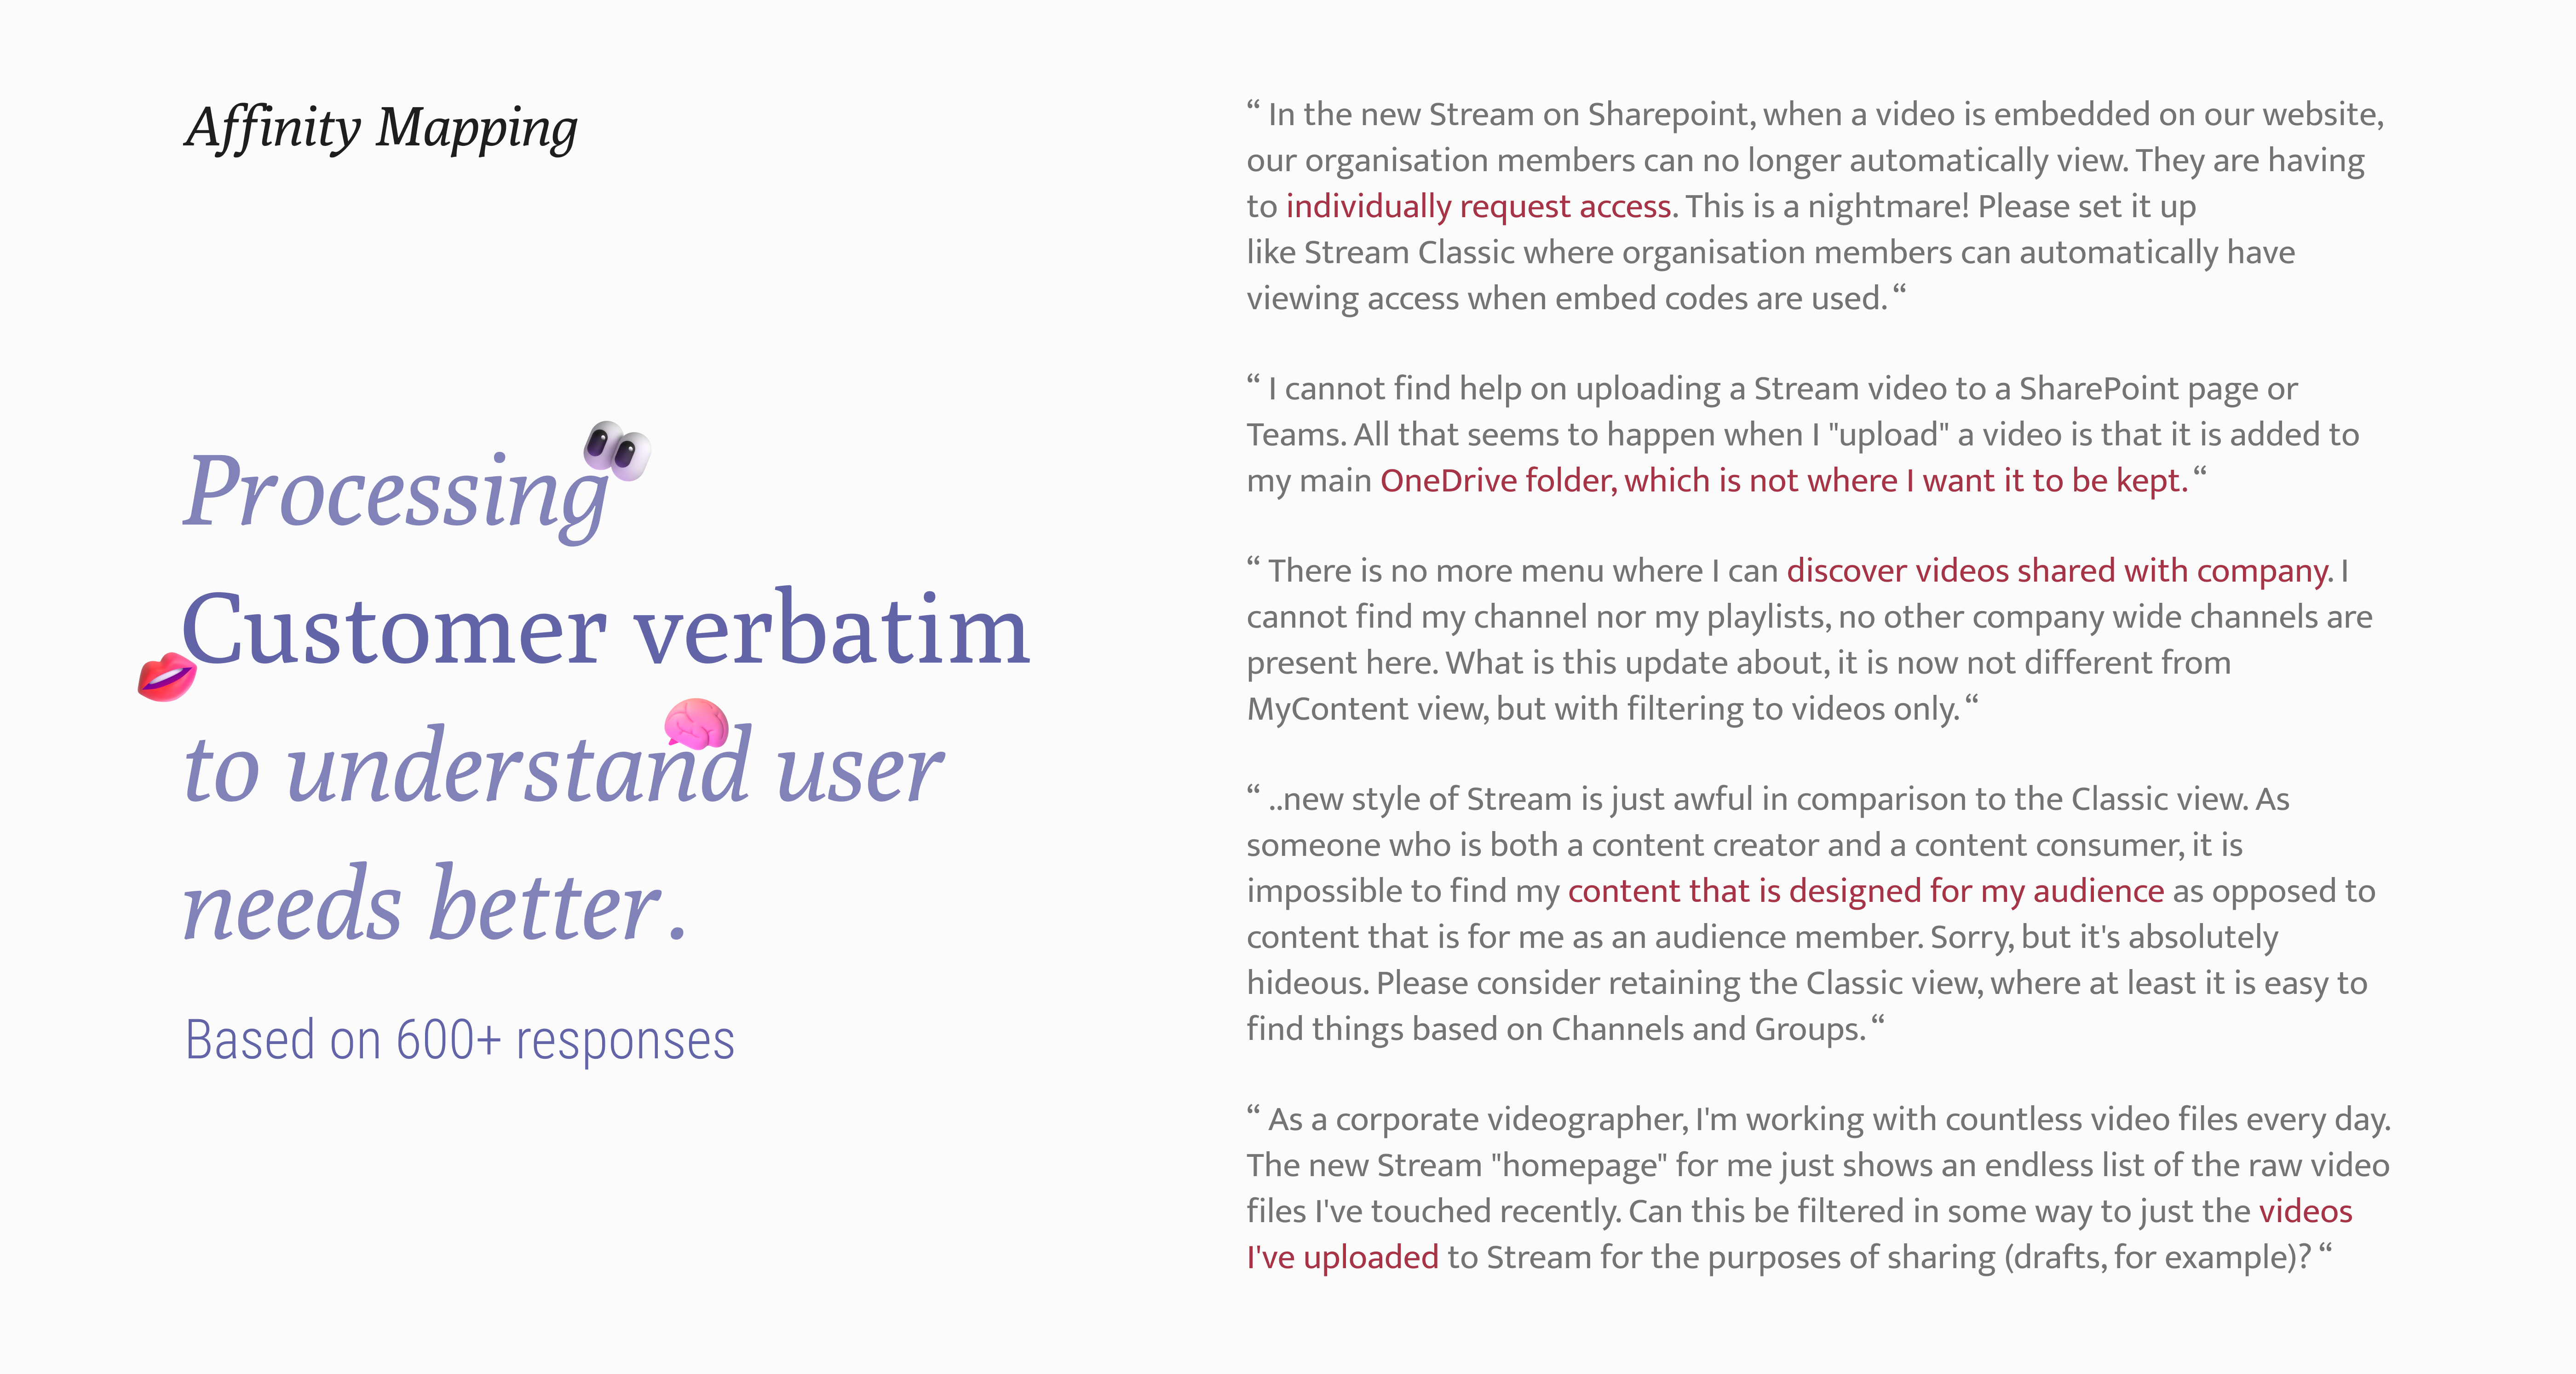 Affinity Mapping
Processing
Customer verbatim
to understand user
needs better.
Based on 600+ responses
“ In the new Stream on Sharepoint, when a video is embedded on our website,
our organisation members can no longer automatically view. They are having
to individually request access. This is a nightmare! Please set it up
like Stream Classic where organisation members can automatically have
viewing access when embed codes are used. “
“ I cannot find help on uploading a Stream video to a SharePoint page or
Teams. All that seems to happen when I "upload" a video is that it is added to
my main OneDrive folder, which is not where I want it to be kept. “
“ There is no more menu where I can discover videos shared with company. I
cannot find my channel nor my playlists, no other company wide channels are
present here. What is this update about, it is now not different from
MyContent view, but with filtering to videos only. “
“ ..new style of Stream is just awful in comparison to the Classic view. As
someone who is both a content creator and a content consumer, it is
impossible to find my content that is designed for my audience as opposed to
content that is for me as an audience member. Sorry, but it's absolutely
hideous. Please consider retaining the Classic view, where at least it is easy to
find things based on Channels and Groups. “
“ As a corporate videographer, I'm working with countless video files every day.
The new Stream "homepage" for me just shows an endless list of the raw video
files I've touched recently. Can this be filtered in some way to just the videos
I've uploaded to Stream for the purposes of sharing (drafts, for example)? “